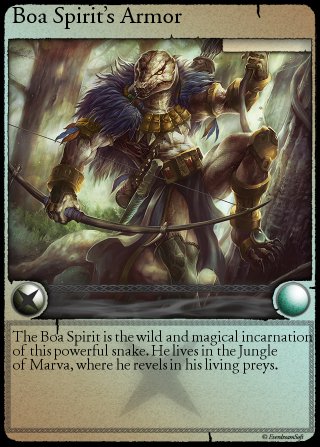 Boa Spirit's Armor
The Boa Spirit is the wild and magical incarnation
of this powerful snake. He lives in the Jungle
of Marva, where he revels in his living preys.
© EverdreamSoft